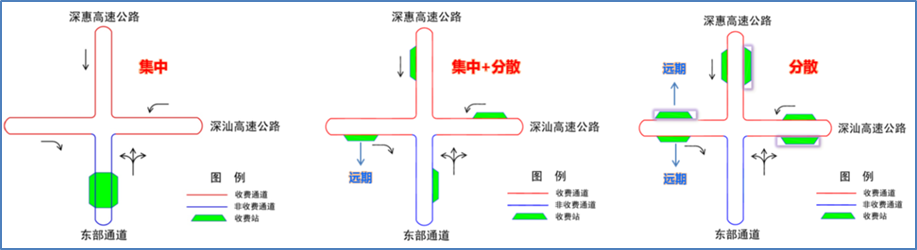 深惠高速公路
集中
深汕高速公路
图 例
收费通道
非收费通道
收费站
东部通道
深惠高速公路
集中+分散
深汕高速公路
远期
图 例
收费通道
非收费通道
收费站
东部通道
深惠高速公路
远期
分散
深汕高速公路
远期
图 例
收费通道
非收费通道
收费站
东部通道